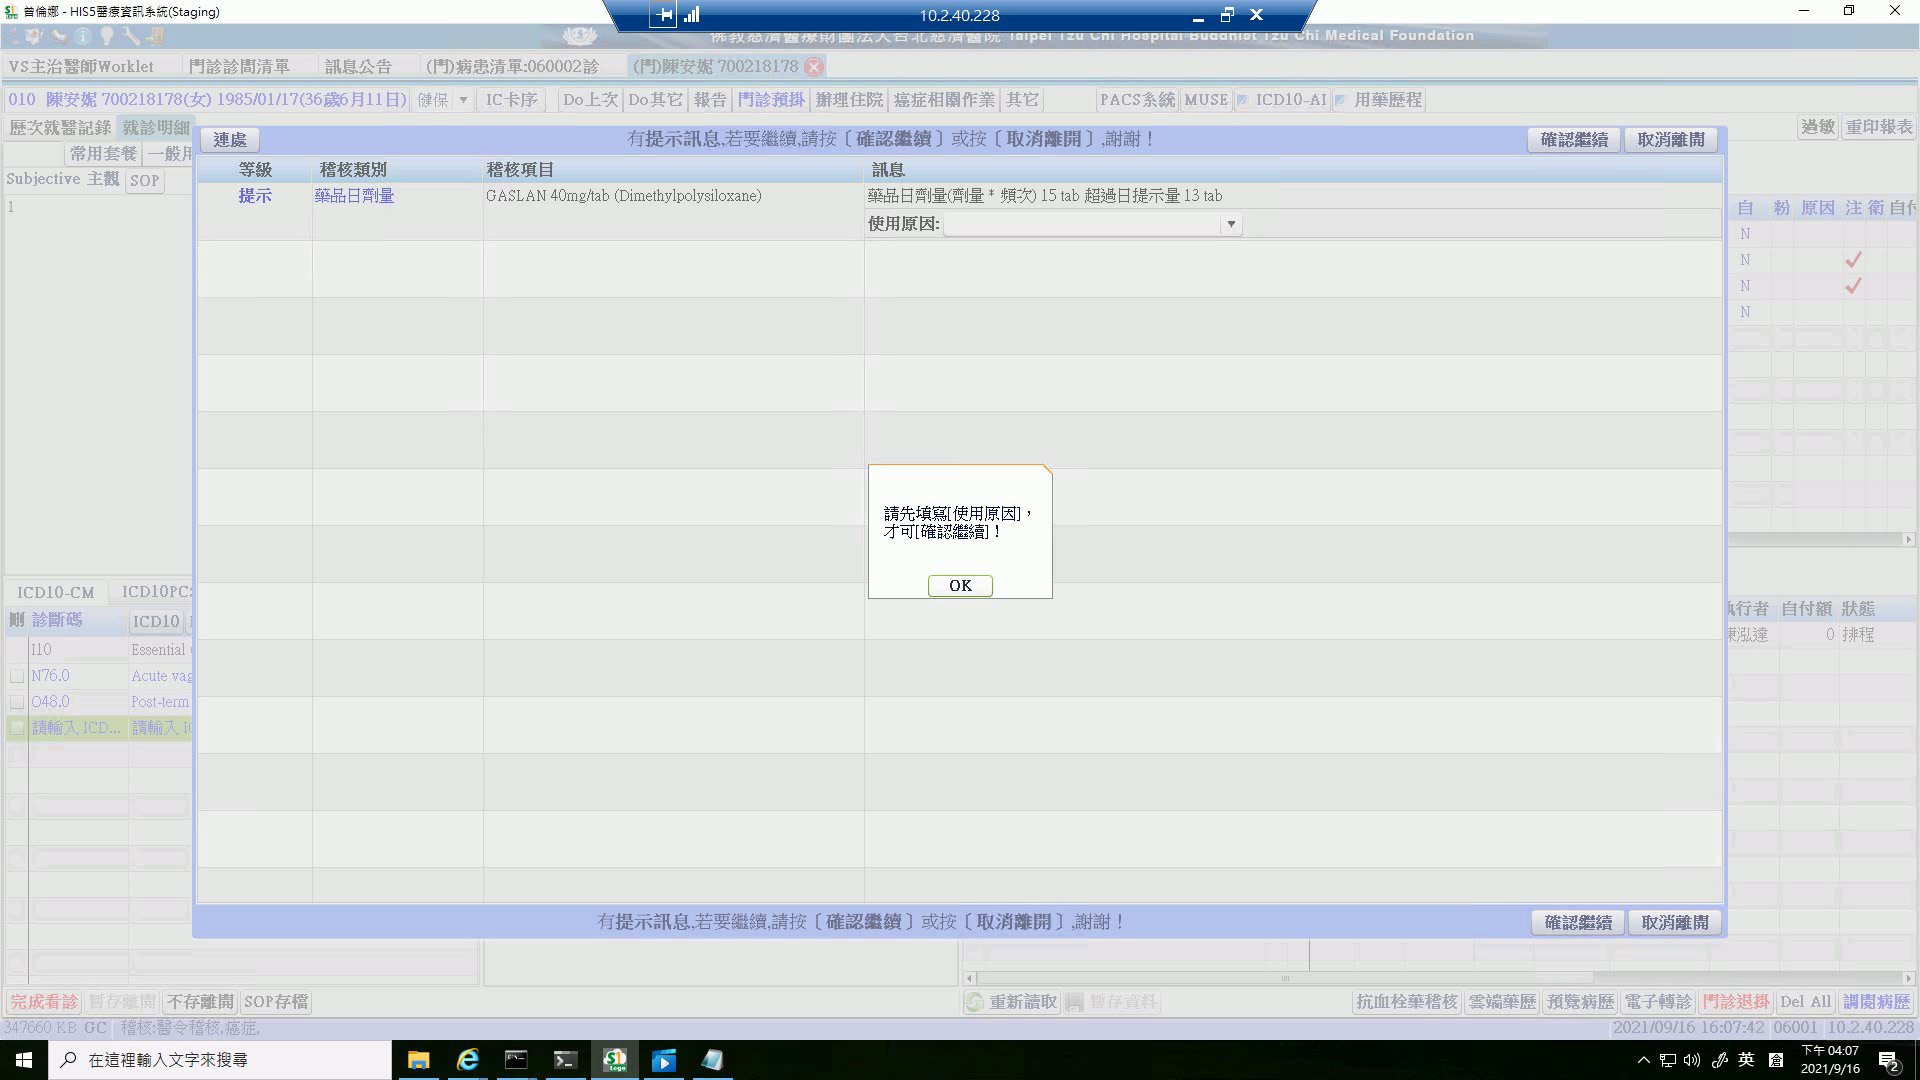 曾倫娜 - HIS5醫療資訊系統(Staging)
10.2.40.228
佛教慈濟醫療財團法人台北慈濟醫院 Taipei Tzu Chi Hospital Buddhist Tzu Chi Medical Foundation
VS主治醫師Worklet 門診診間清單 訊息公告 (門)病患清單:060002診 (門)陳安妮 700218178
010 陳安妮 700218178(女) 1985/01/17(36歲6月11日) 健保 IC卡序 Do上次 Do其它 報告 門診預掛 辦理住院 癌症相關作業 其它 PACS系統 MUSE ICD10-AI 用藥歷程
歷次就醫記錄 就診明細 過敏 重印報表
連處 有提示訊息,若要繼續,請按〔確認繼續〕或按〔取消離開〕,謝謝！ 確認繼續 取消離開
常用套餐 一般用
等級 稽核類別 稽核項目 訊息
Subjective 主觀 SOP
提示 藥品日劑量 GASLAN 40mg/tab (Dimethylpolysiloxane) 藥品日劑量(劑量 * 頻次) 15 tab 超過日提示量 13 tab
1
自 粉 原因 注 衛 自付
使用原因:
N
N
N
N
請先填寫[使用原因]，
才可[確認繼續]！
OK
ICD10-CM ICD10PC
刪 診斷碼 ICD10
執行者 自付額 狀態
陳泓達 0 排程
I10 Essential
N76.0 Acute vag
O48.0 Post-term
請輸入 ICD... 請輸入 I
有提示訊息,若要繼續,請按〔確認繼續〕或按〔取消離開〕,謝謝！ 確認繼續 取消離開
完成看診 暫存離開 不存離開 SOP存檔 重新讀取 暫存資料 抗血栓藥稽核 雲端藥歷 預覽病歷 電子轉診 門診退掛 Del All 調閱病歷
347660 KB GC 稽核:醫令稽核,癌症, 2021/09/16 16:07:42 06001 10.2.40.228
在這裡輸入文字來搜尋
英 下午 04:07
2021/9/16
2